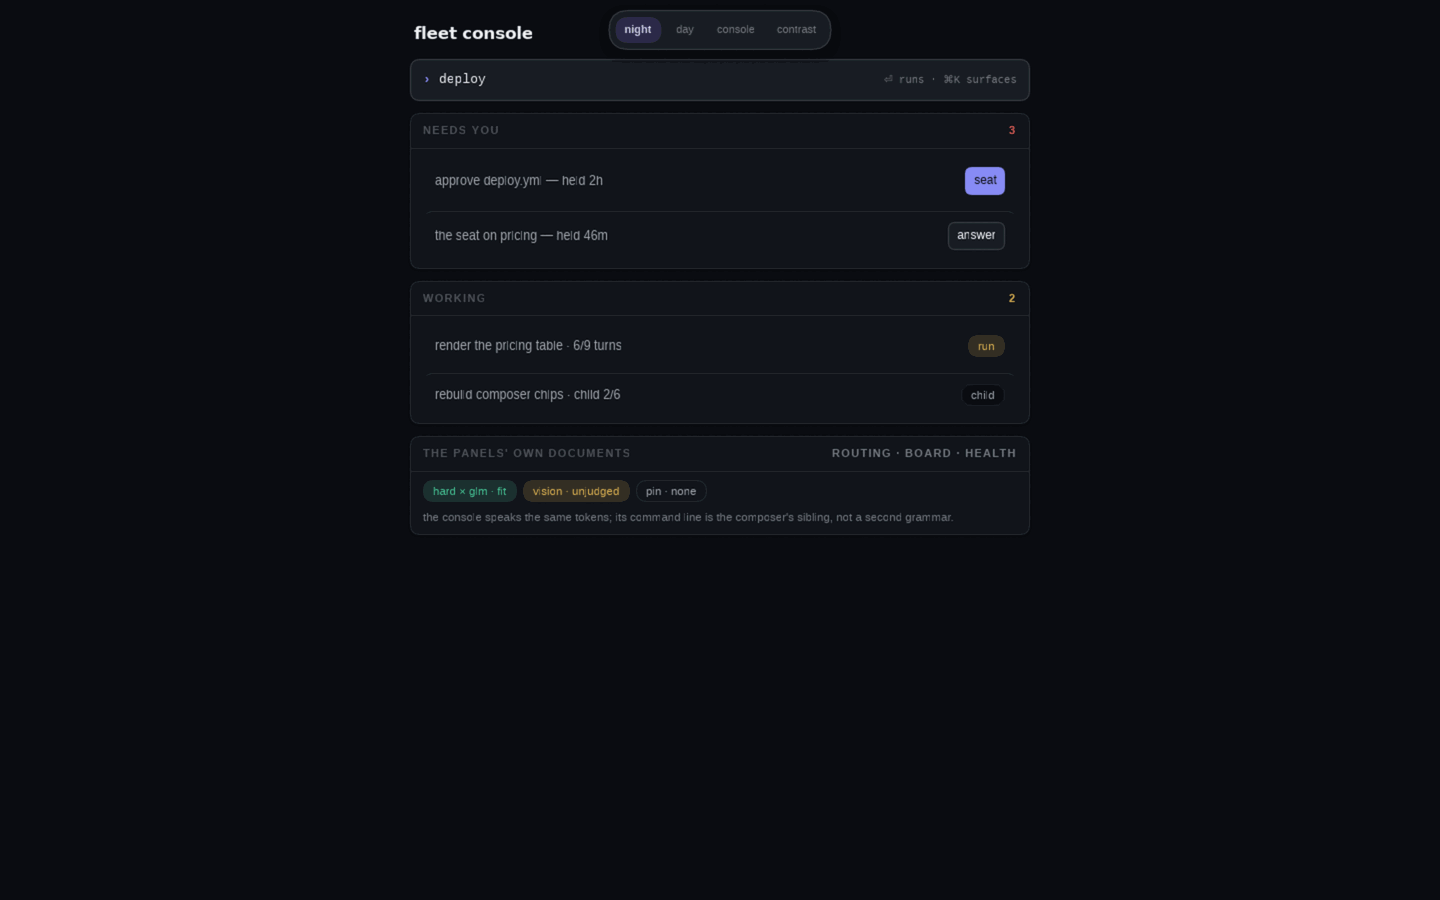 fleet console
night day console contrast
› deploy ⏎ runs · ⌘K surfaces
NEEDS YOU 3
approve deploy.yml — held 2h seat
the seat on pricing — held 46m answer
WORKING 2
render the pricing table · 6/9 turns run
rebuild composer chips · child 2/6 child
THE PANELS' OWN DOCUMENTS ROUTING · BOARD · HEALTH
hard × glm · fit vision · unjudged pin · none
the console speaks the same tokens; its command line is the composer's sibling, not a second grammar.